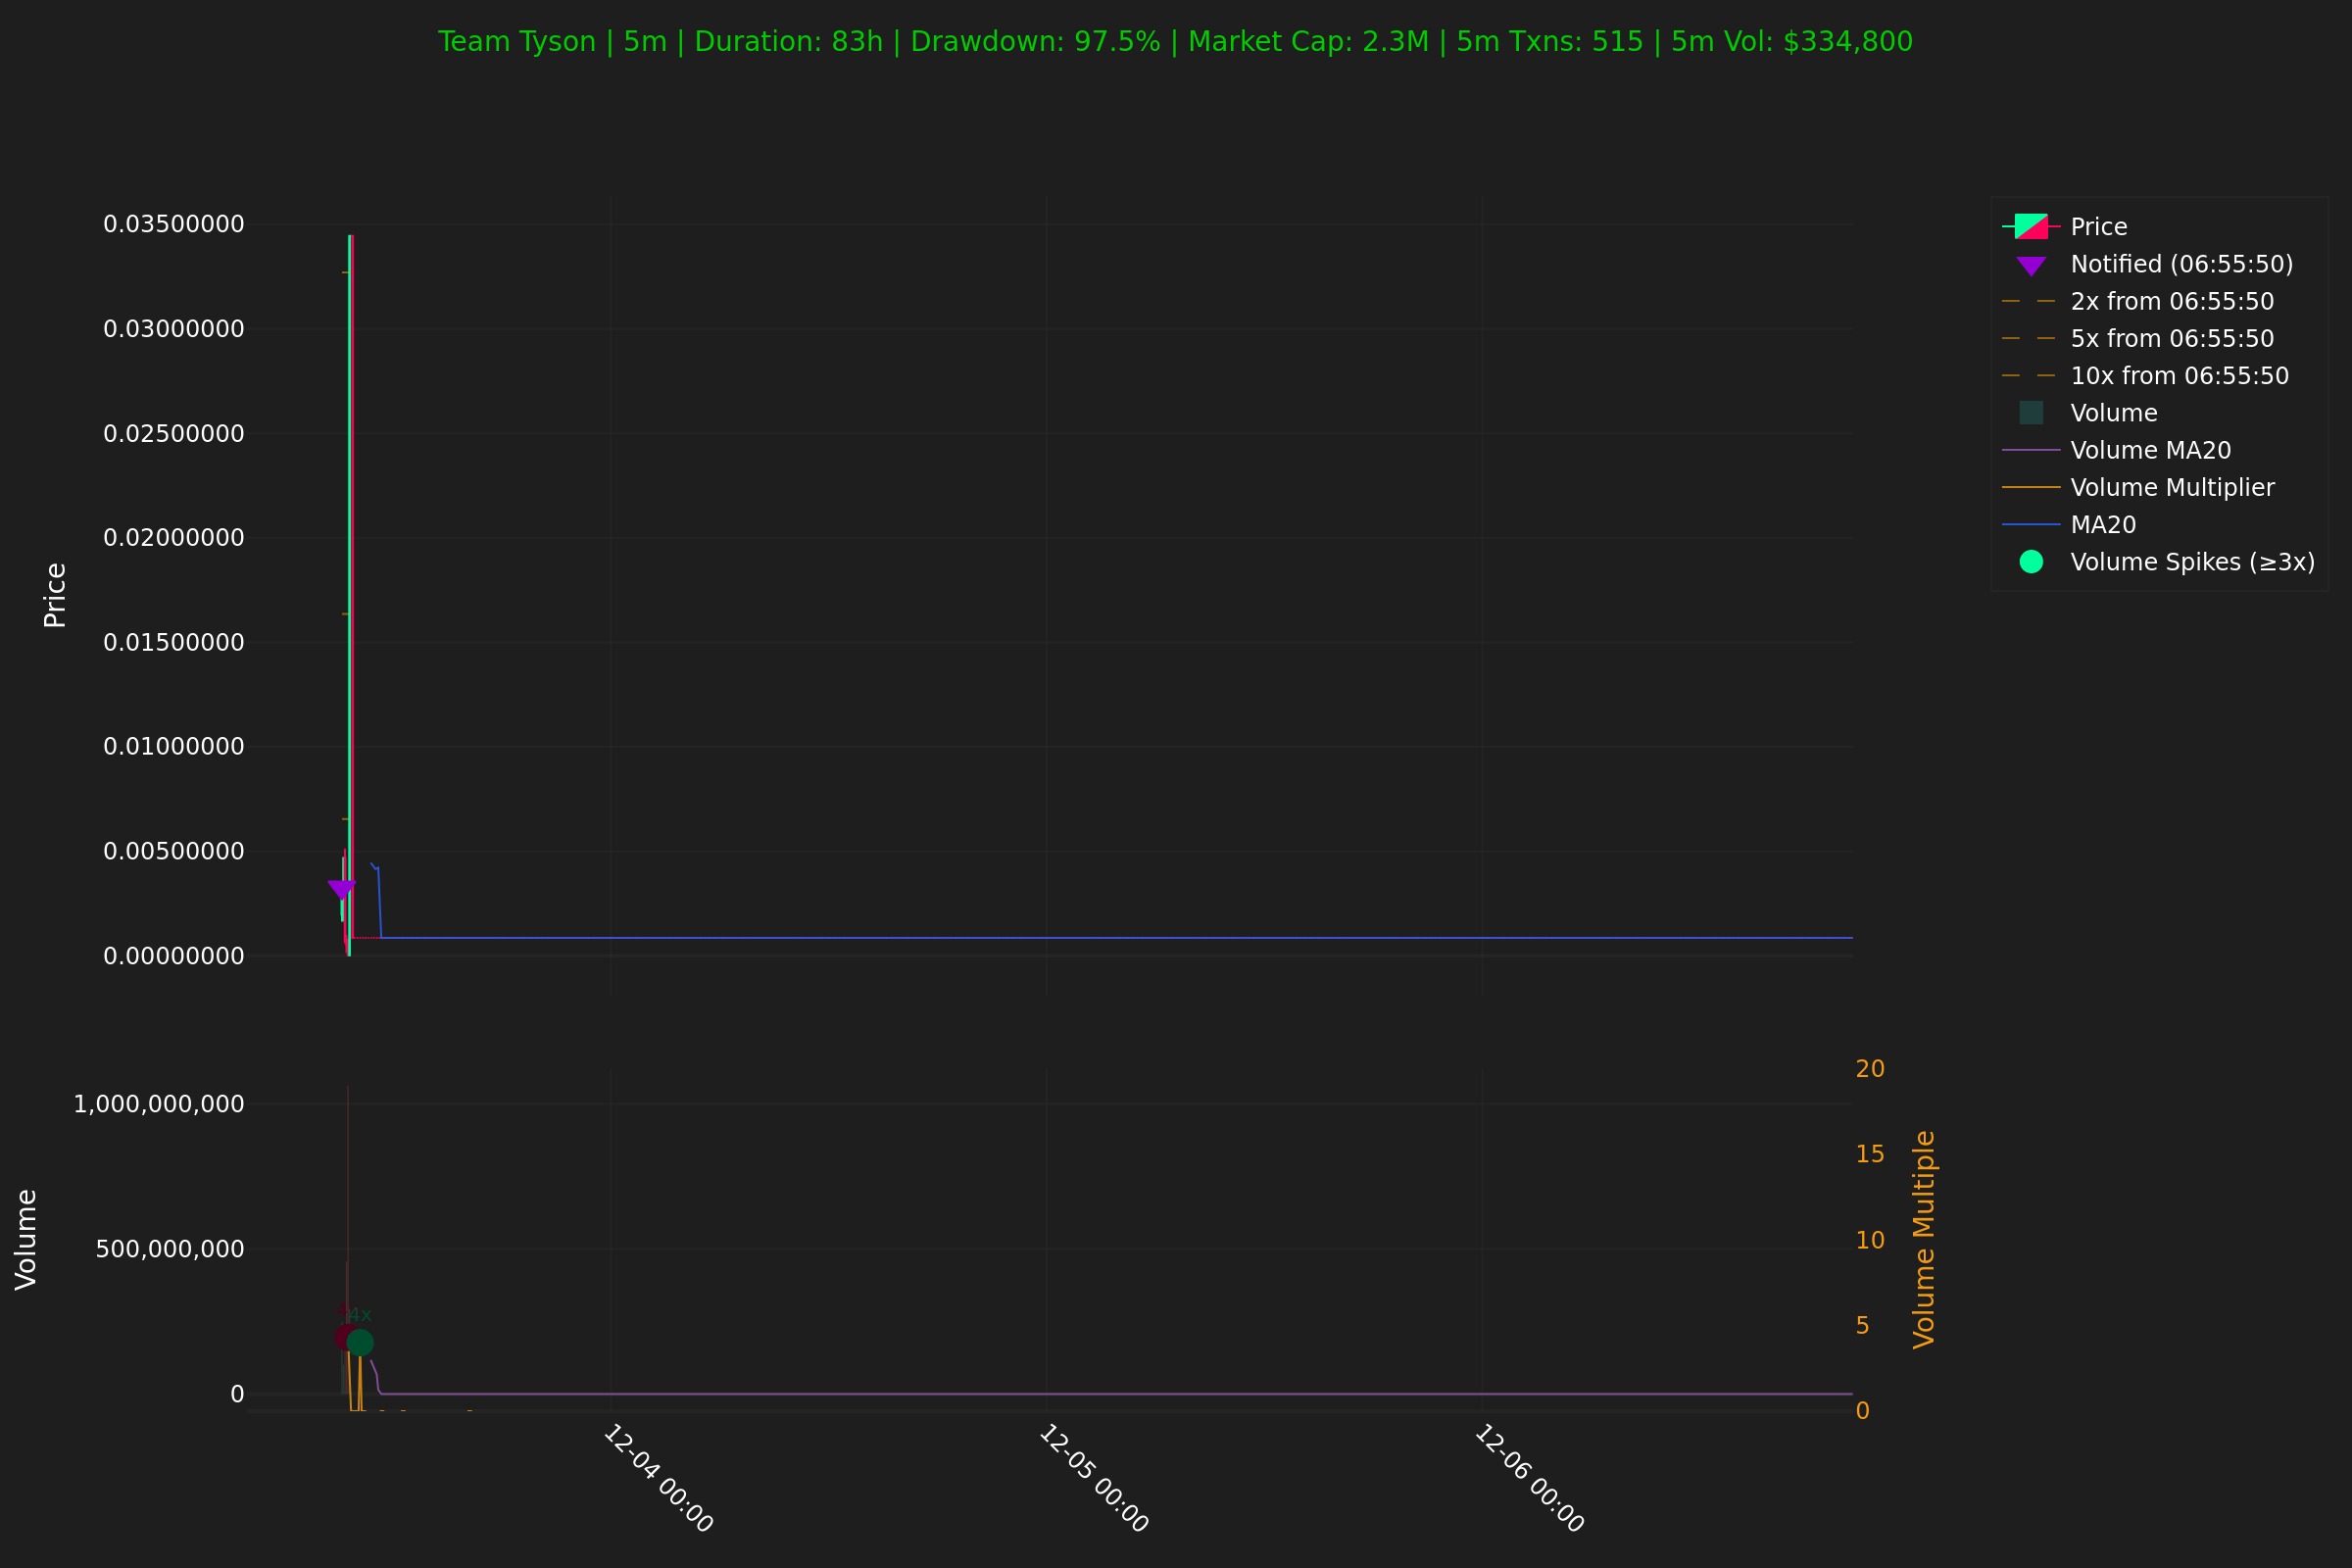 Team Tyson | 5m | Duration: 83h | Drawdown: 97.5% | Market Cap: 2.3M | 5m Txns: 515 | 5m Vol: $334,800
Price
0.03500000
0.03000000
0.02500000
0.02000000
0.01500000
0.01000000
0.00500000
0.00000000
Price
Notified (06:55:50)
2x from 06:55:50
5x from 06:55:50
10x from 06:55:50
Volume
Volume MA20
Volume Multiplier
MA20
Volume Spikes (≥3x)
Volume
1,000,000,000
500,000,000
0
4x
20
15
10
5
0
Volume Multiple
12-04 00:00
12-05 00:00
12-06 00:00